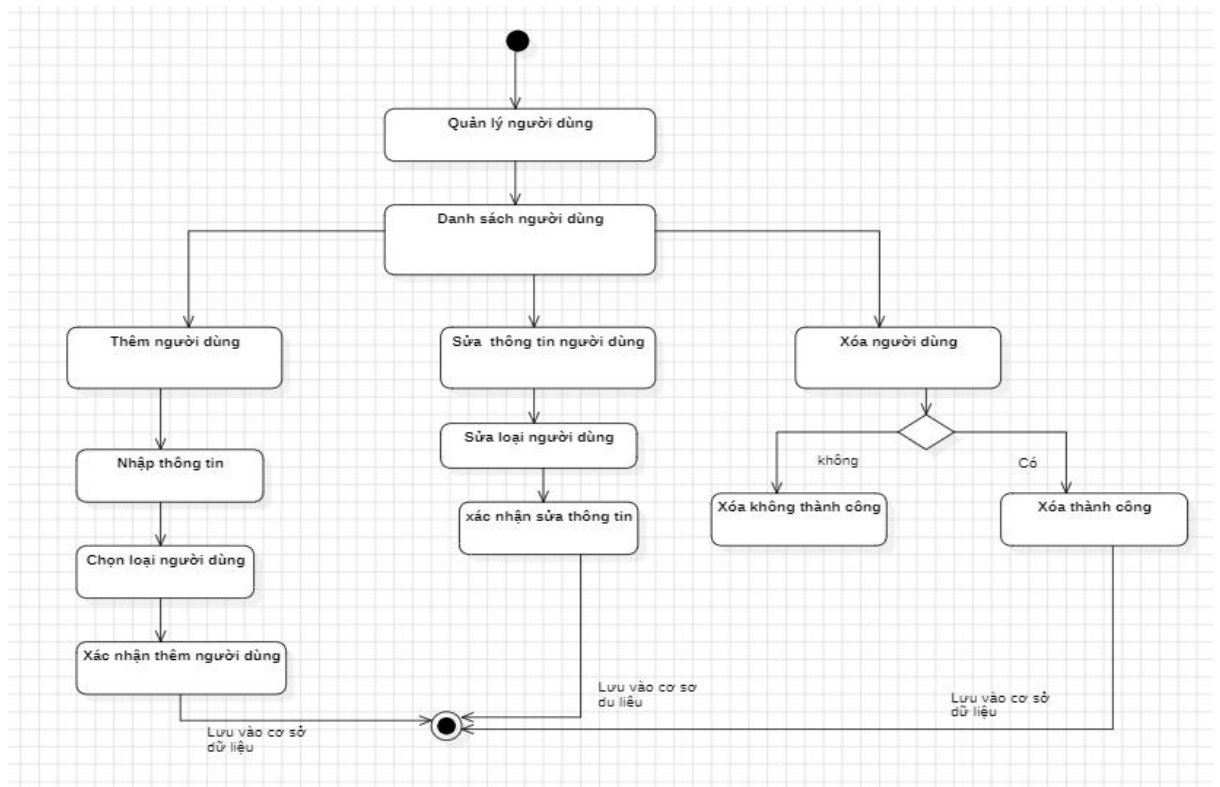 Quản lý người dùng
Danh sách người dùng
Thêm người dùng
Sửa thông tin người dùng
Xóa người dùng
Sửa loại người dùng
Nhập thông tin
không
Có
xác nhận sửa thông tin
Xóa không thành công
Xóa thành công
Chọn loại người dùng
Xác nhận thêm người dùng
Lưu vào cơ sơ
du liêu
Lưu vào cơ sở
dữ liệu
Lưu vào cơ sở
dữ liệu